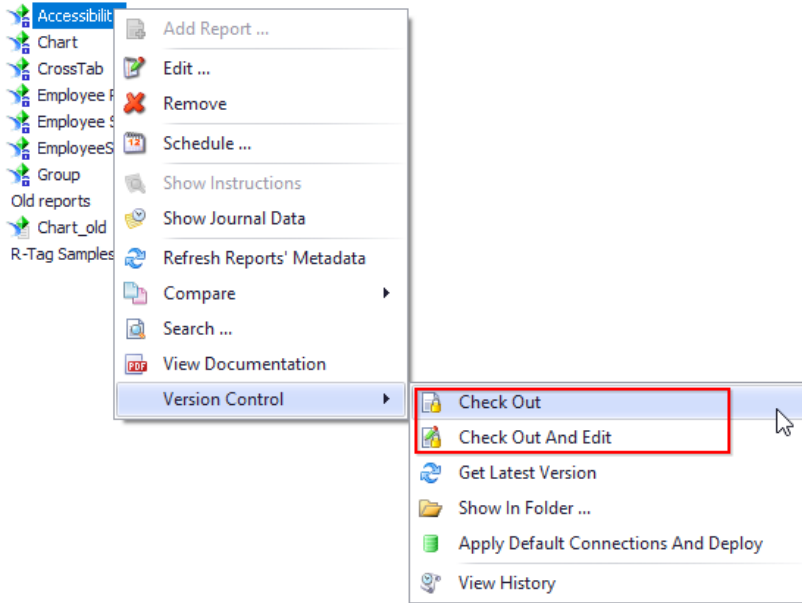 Accessibilit
Chart
CrossTab
Employee
Employee
EmployeeS
Group
Old reports
Chart_old
R-Tag Samples
Add Report ...
Edit ...
Remove
12
Schedule ...
Show Instructions
Show Journal Data
Refresh Reports' Metadata
Compare
Search ...
PDF
View Documentation
Version Control
Check Out
Check Out And Edit
Get Latest Version
Show In Folder ...
Apply Default Connections And Deploy
View History